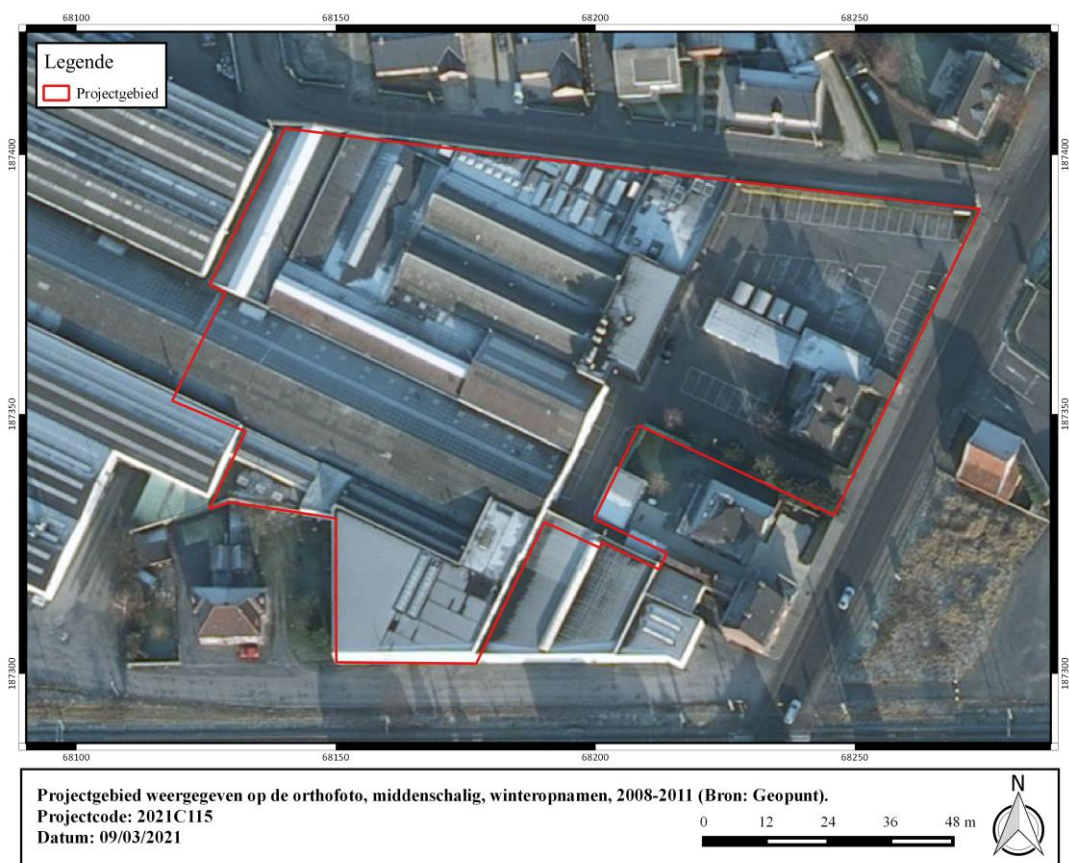 68100 68150 68200 68250
Legende
Projectgebied
187400 187400
187350 187350
187300 187300
68100 68150 68200 68250
Projectgebied weergegeven op de orthofoto, middenschalig, winteropnamen, 2008-2011 (Bron: Geopunt).
Projectcode: 2021C115
Datum: 09/03/2021
0 12 24 36 48 m
N